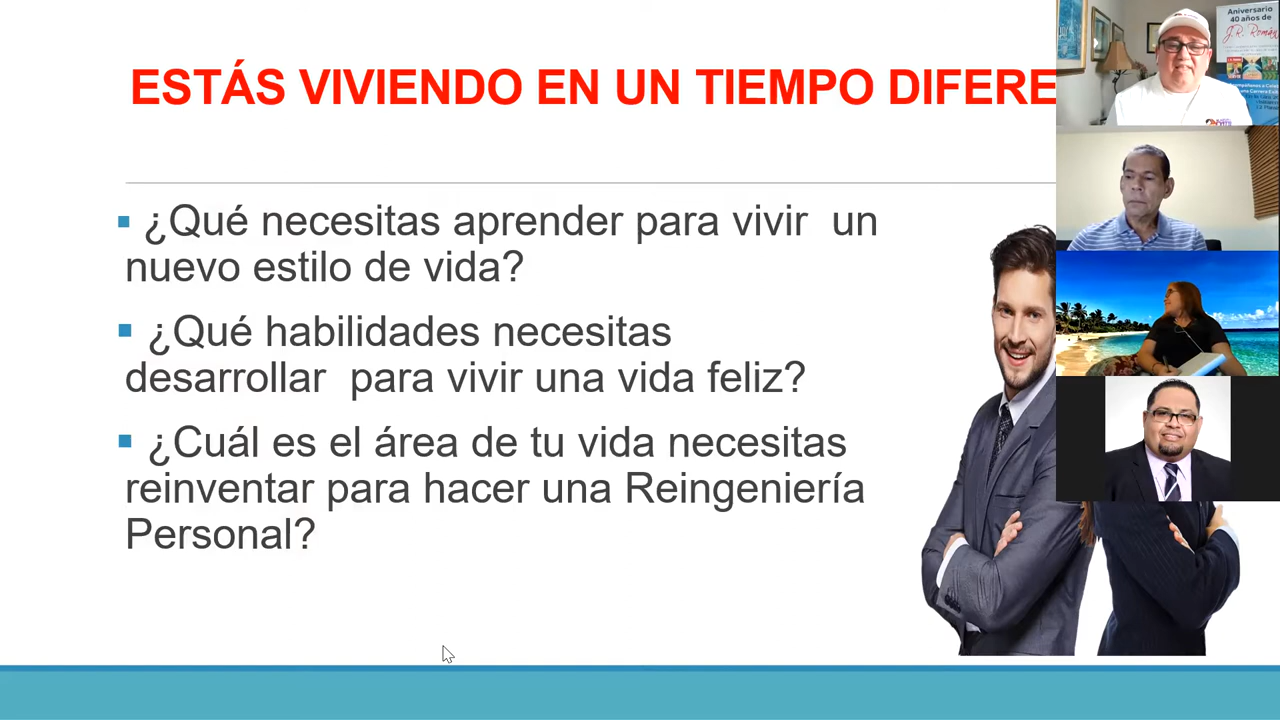 ESTÁS VIVIENDO EN UN TIEMPO DIFERE
▪ ¿Qué necesitas aprender para vivir un
nuevo estilo de vida?
▪ ¿Qué habilidades necesitas
desarrollar para vivir una vida feliz?
▪ ¿Cuál es el área de tu vida necesitas
reinventar para hacer una Reingeniería
Personal?
Aniversario
40 años de
J.R. Román